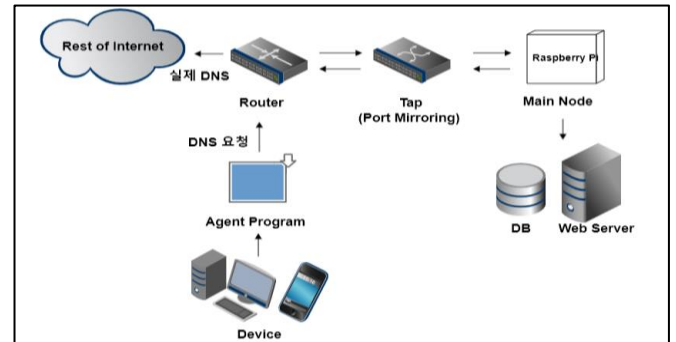 Rest of Internet
실제 DNS
Router
Tap
(Port Mirroring)
Raspberry Pi
Main Node
DNS 요청
Agent Program
DB
Web Server
Device